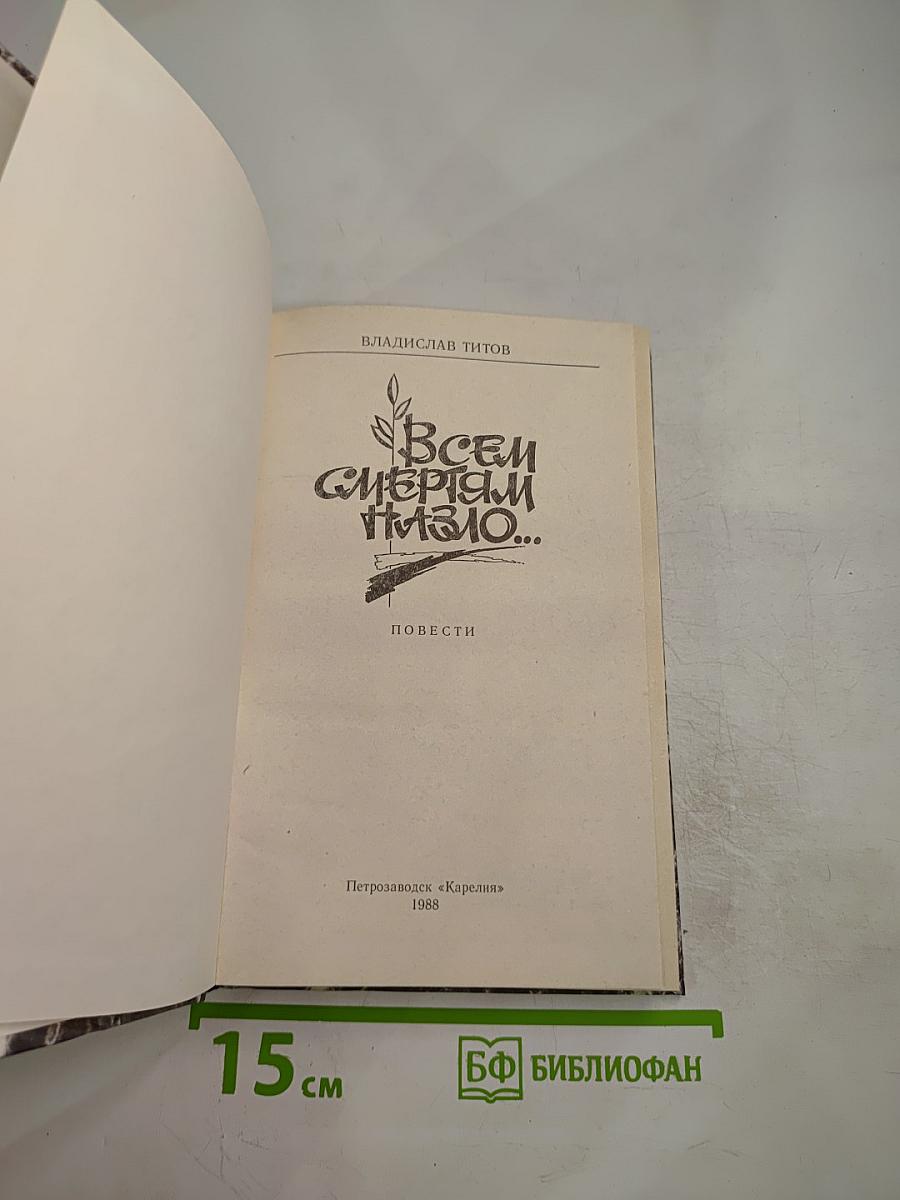 ВЛАДИСЛАВ ТИТОВ
ВСЕМ
СМЕРТЯМ
НАЗЛО...
ПОВЕСТИ
Петрозаводск «Карелия»
1988
15 см
БФ БИБЛИОФАН